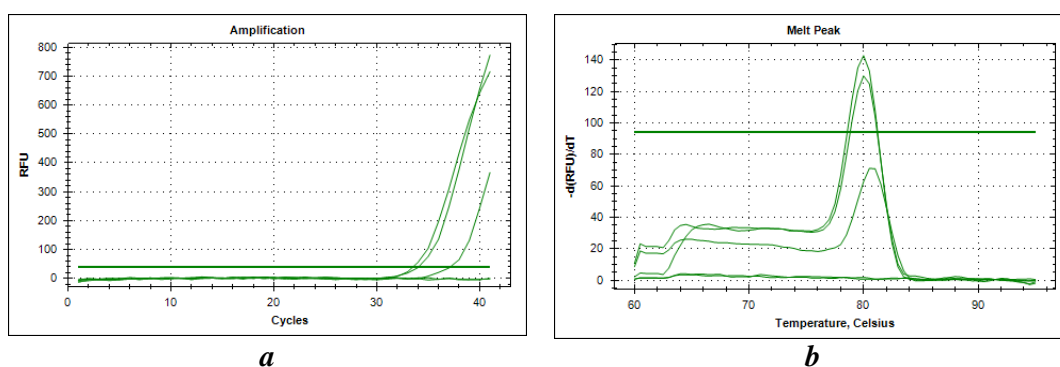 Amplification
800
700
600
500
400
300
200
100
0
RFU
0 10 20 30 40
Cycles
a
Melt Peak
140
120
100
80
60
40
20
0
-d(RFU)/dT
60 70 80 90
Temperature, Celsius
b